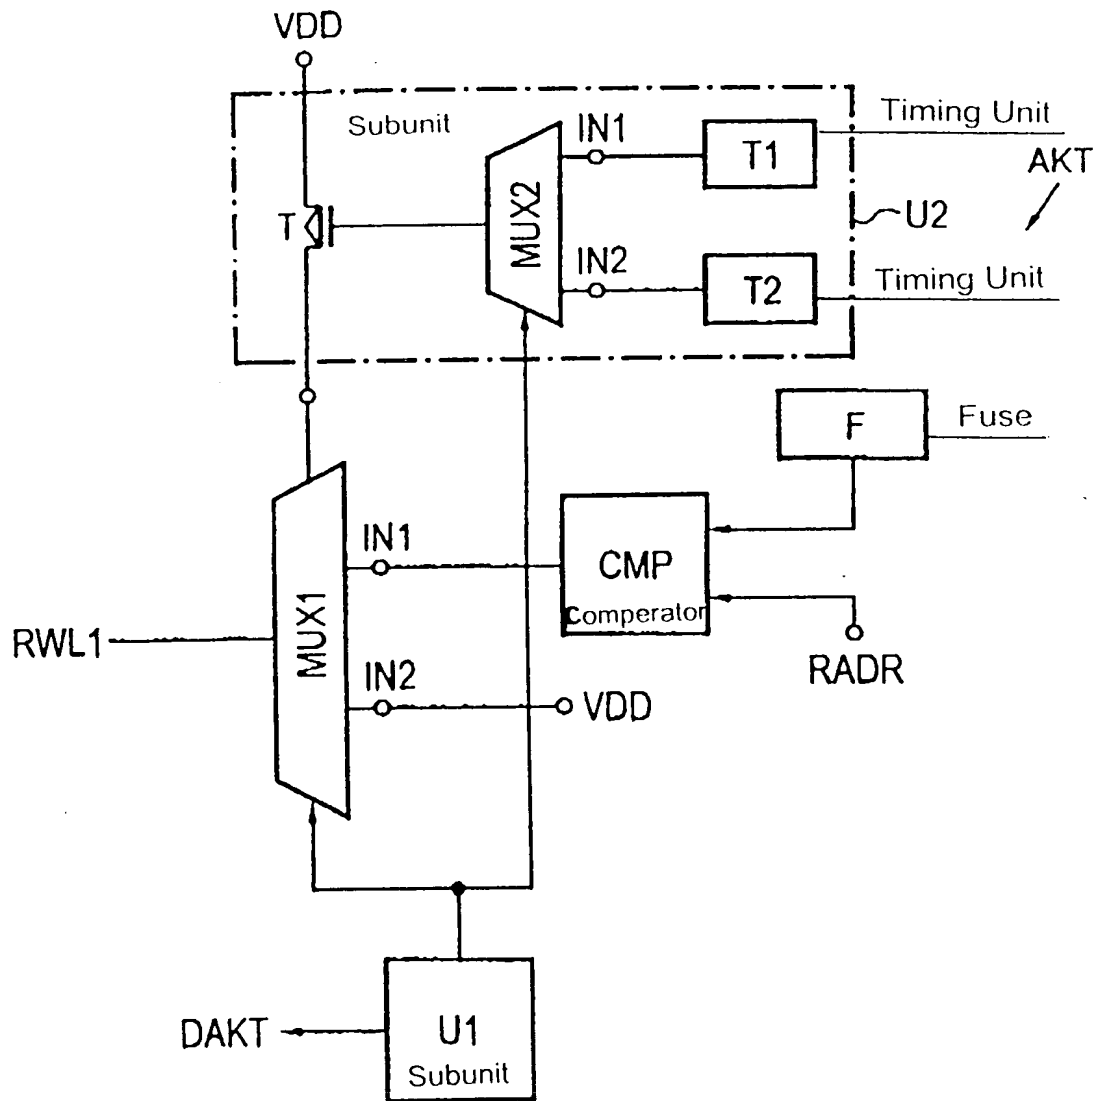 VDD
Subunit
IN1
T1
Timing Unit
AKT
T
MUX2
U2
IN2
T2
Timing Unit
F
Fuse
IN1
CMP
Comperator
RWL1
MUX1
RADR
IN2
VDD
DAKT
U1
Subunit